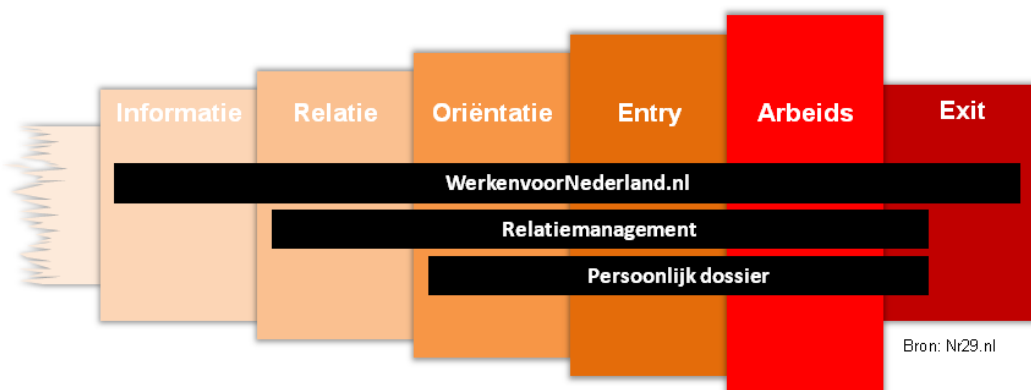 Informatie Relatie Oriëntatie Entry Arbeids Exit
WerkenvoorNederland.nl
Relatiemanagement
Persoonlijk dossier
Bron: Nr29.nl